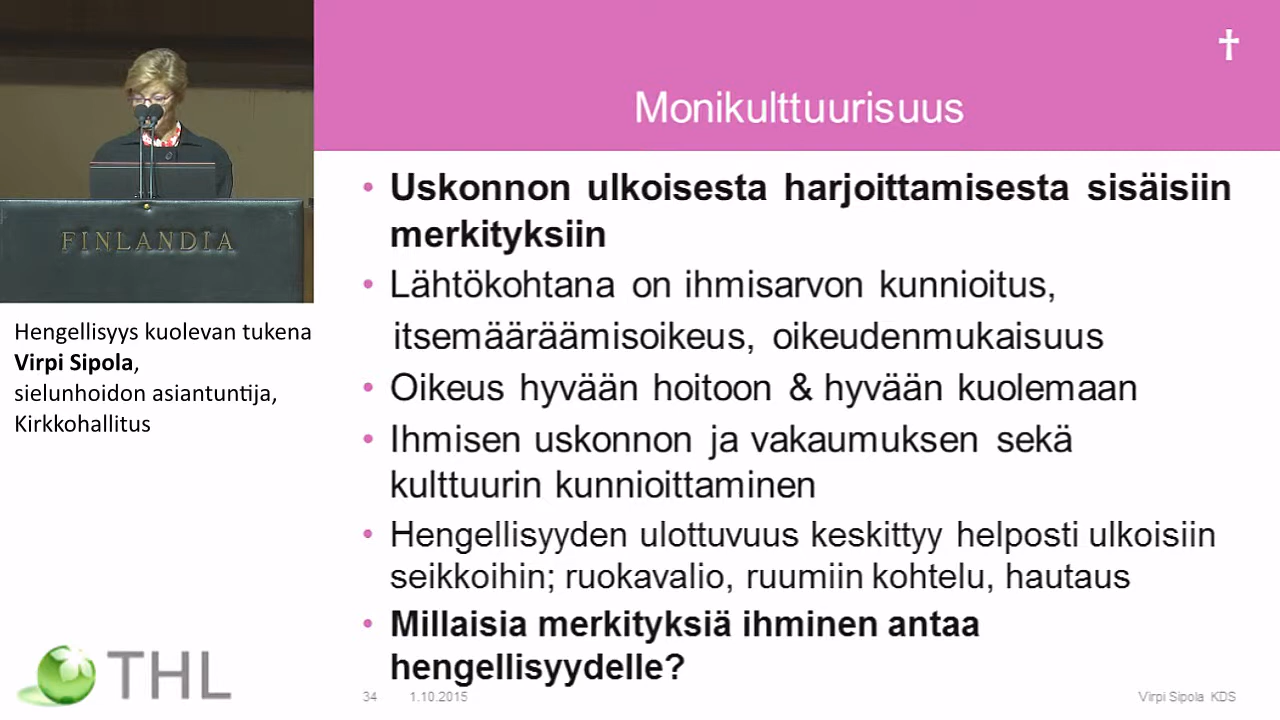 Monikulttuurisuus
FINLANDIA
Hengellisyys kuolevan tukena
Virpi Sipola,
sielunhoidon asiantuntija,
Kirkkohallitus
THL
• Uskonnon ulkoisesta harjoittamisesta sisäisiin
merkityksiin
• Lähtökohtana on ihmisarvon kunnioitus,
itsemääräämisoikeus, oikeudenmukaisuus
• Oikeus hyvään hoitoon & hyvään kuolemaan
• Ihmisen uskonnon ja vakaumuksen sekä
kulttuurin kunnioittaminen
• Hengellisyyden ulottuvuus keskittyy helposti ulkoisiin
seikkoihin; ruokavalio, ruumiin kohtelu, hautaus
• Millaisia merkityksiä ihminen antaa
hengellisyydelle?
34 1.10.2015 Virpi Sipola KDS